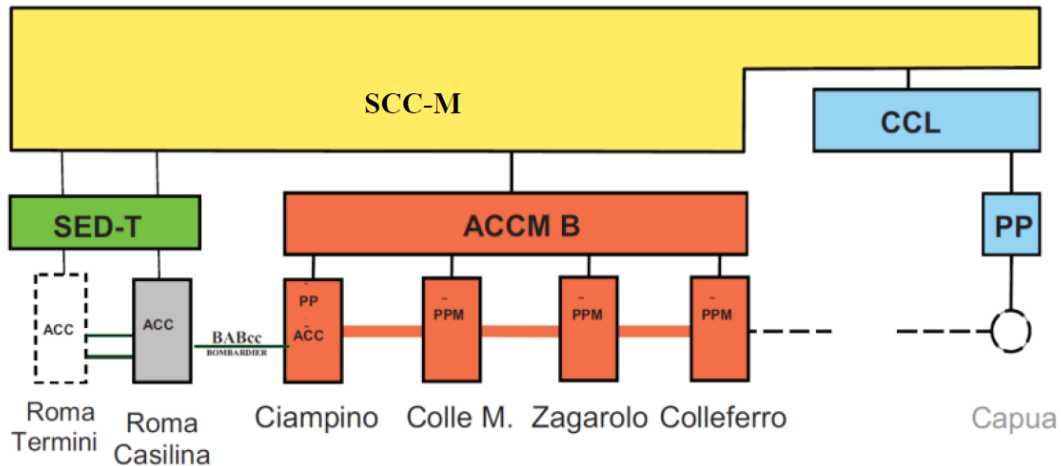 SCC-M
CCL
SED-T
ACCM B
PP
ACC
ACC
BABcc
BOMBARDIER
PP
ACC
PPM
PPM
PPM
Roma
Termini
Roma
Casilina
Ciampino
Colle M.
Zagarolo
Colleferro
Capua